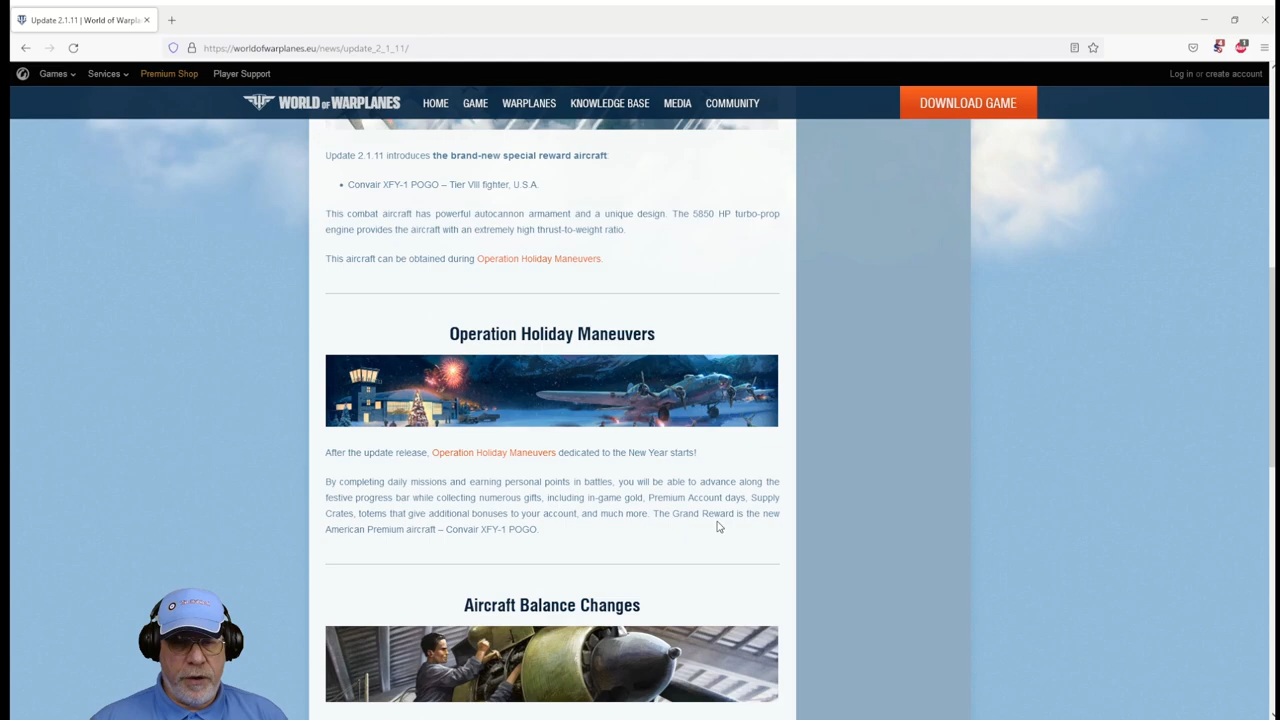 Update 2.1.11 | World of Warpla
https://worldofwarplanes.eu/news/update_2_1_11/
Games Services Premium Shop Player Support Log in or create account
WORLD OF WARPLANES HOME GAME WARPLANES KNOWLEDGE BASE MEDIA COMMUNITY DOWNLOAD GAME
Update 2.1.11 introduces the brand-new special reward aircraft:
• Convair XFY-1 POGO – Tier VIII fighter, U.S.A.
This combat aircraft has powerful autocannon armament and a unique design. The 5850 HP turbo-prop
engine provides the aircraft with an extremely high thrust-to-weight ratio.
This aircraft can be obtained during Operation Holiday Maneuvers.
Operation Holiday Maneuvers
After the update release, Operation Holiday Maneuvers dedicated to the New Year starts!
By completing daily missions and earning personal points in battles, you will be able to advance along the
festive progress bar while collecting numerous gifts, including in-game gold, Premium Account days, Supply
Crates, totems that give additional bonuses to your account, and much more. The Grand Reward is the new
American Premium aircraft – Convair XFY-1 POGO.
Aircraft Balance Changes